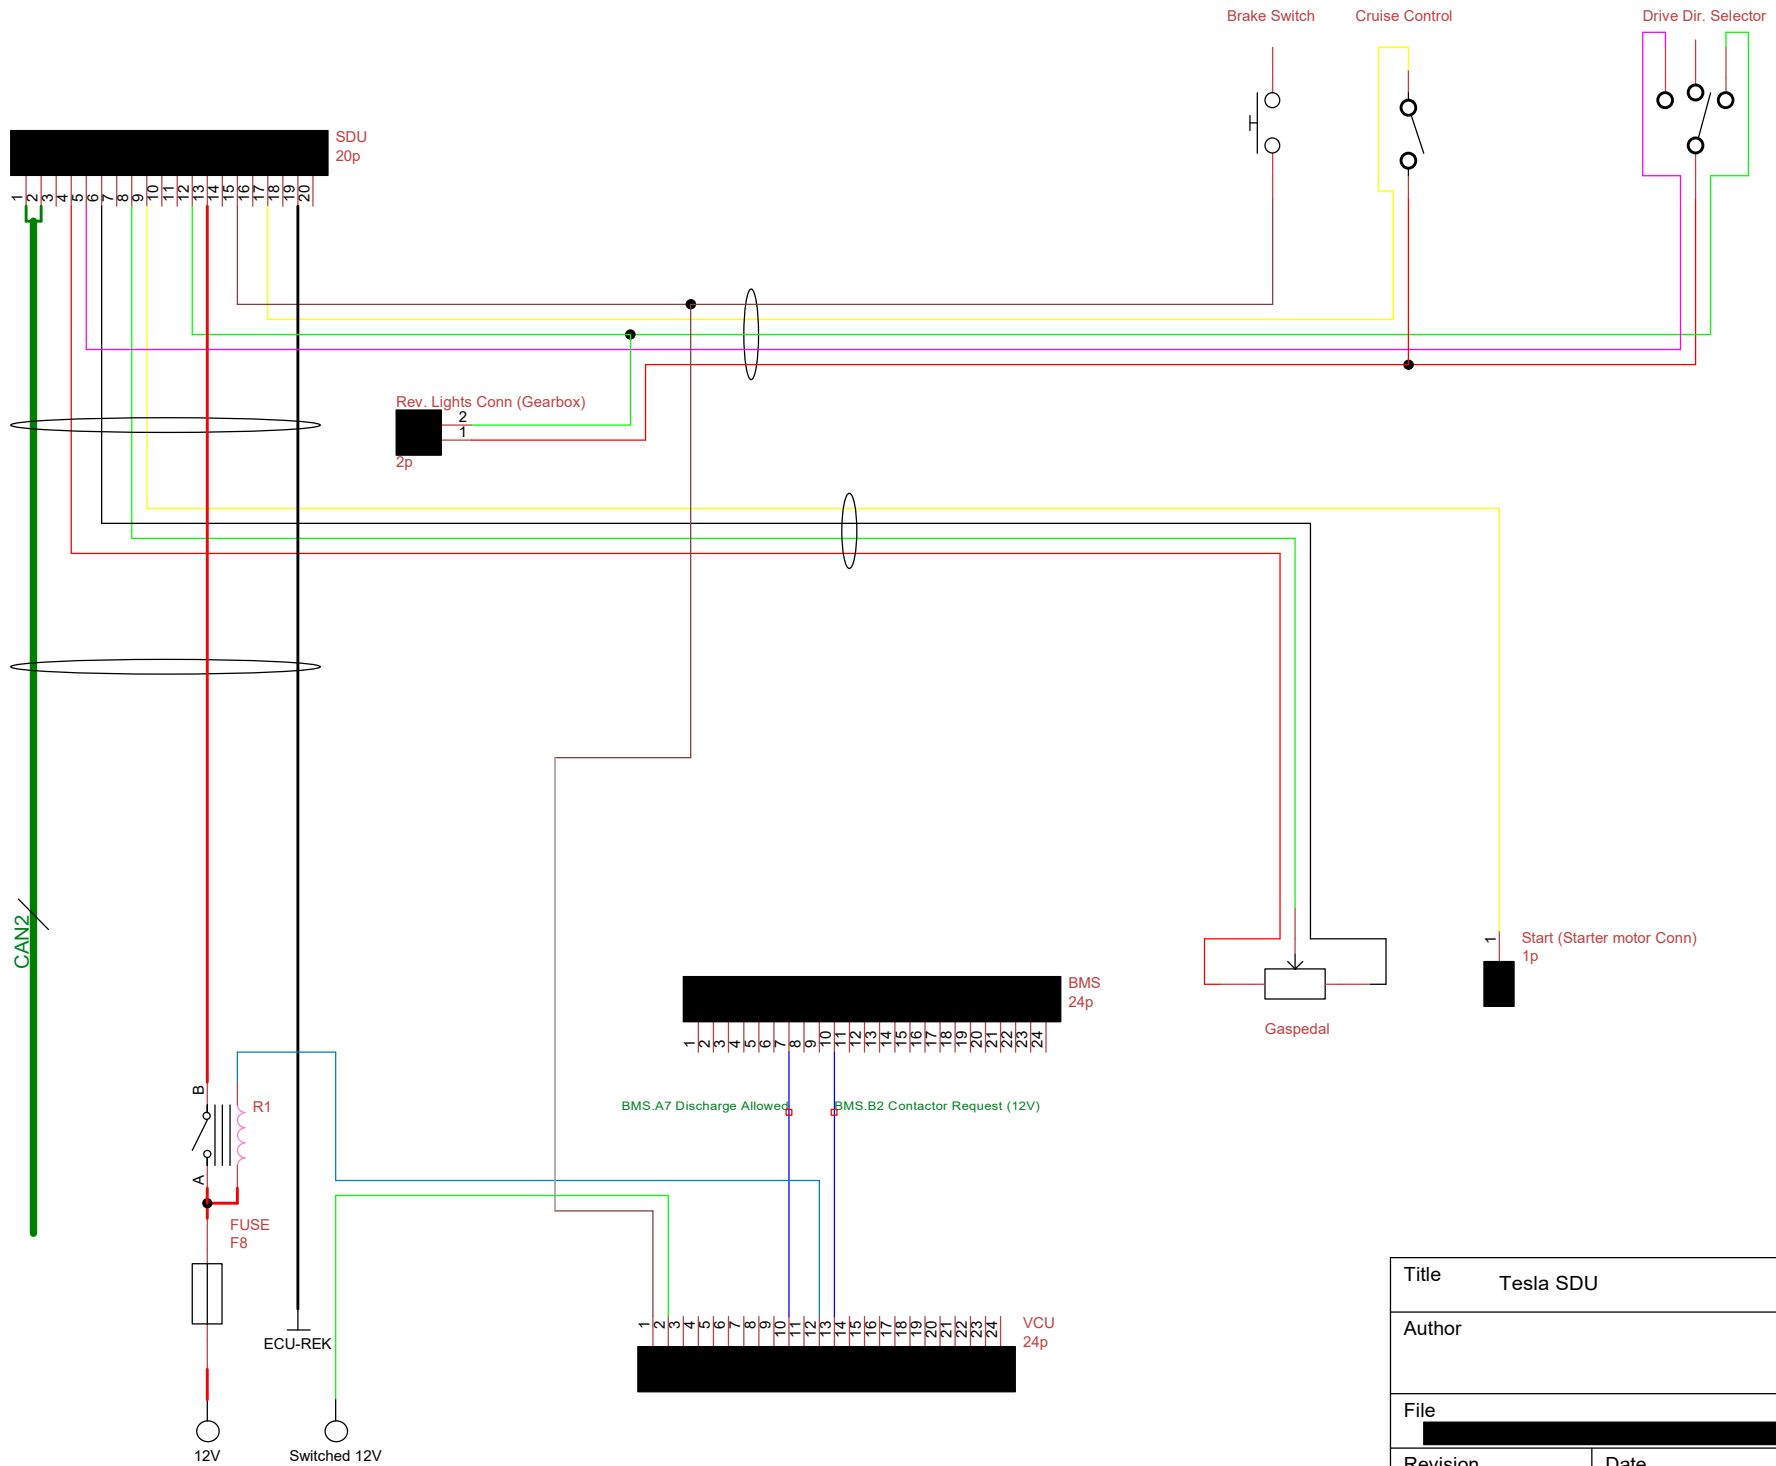 Brake Switch
Cruise Control
Drive Dir. Selector
SDU
20p
1 2 3 4 5 6 7 8 9 10 11 12 13 14 15 16 17 18 19 20
Rev. Lights Conn (Gearbox)
2
1
2p
CAN2
1
Start (Starter motor Conn)
1p
BMS
24p
Gaspedal
1 2 3 4 5 6 7 8 9 10 11 12 13 14 15 16 17 18 19 20 21 22 23 24
B
R1
BMS.A7 Discharge Allowed
BMS.B2 Contactor Request (12V)
A
FUSE
F8
ECU-REK
1 2 3 4 5 6 7 8 9 10 11 12 13 14 15 16 17 18 19 20 21 22 23 24
VCU
24p
12V
Switched 12V
Title
Tesla SDU
Author
File
Revision
Date